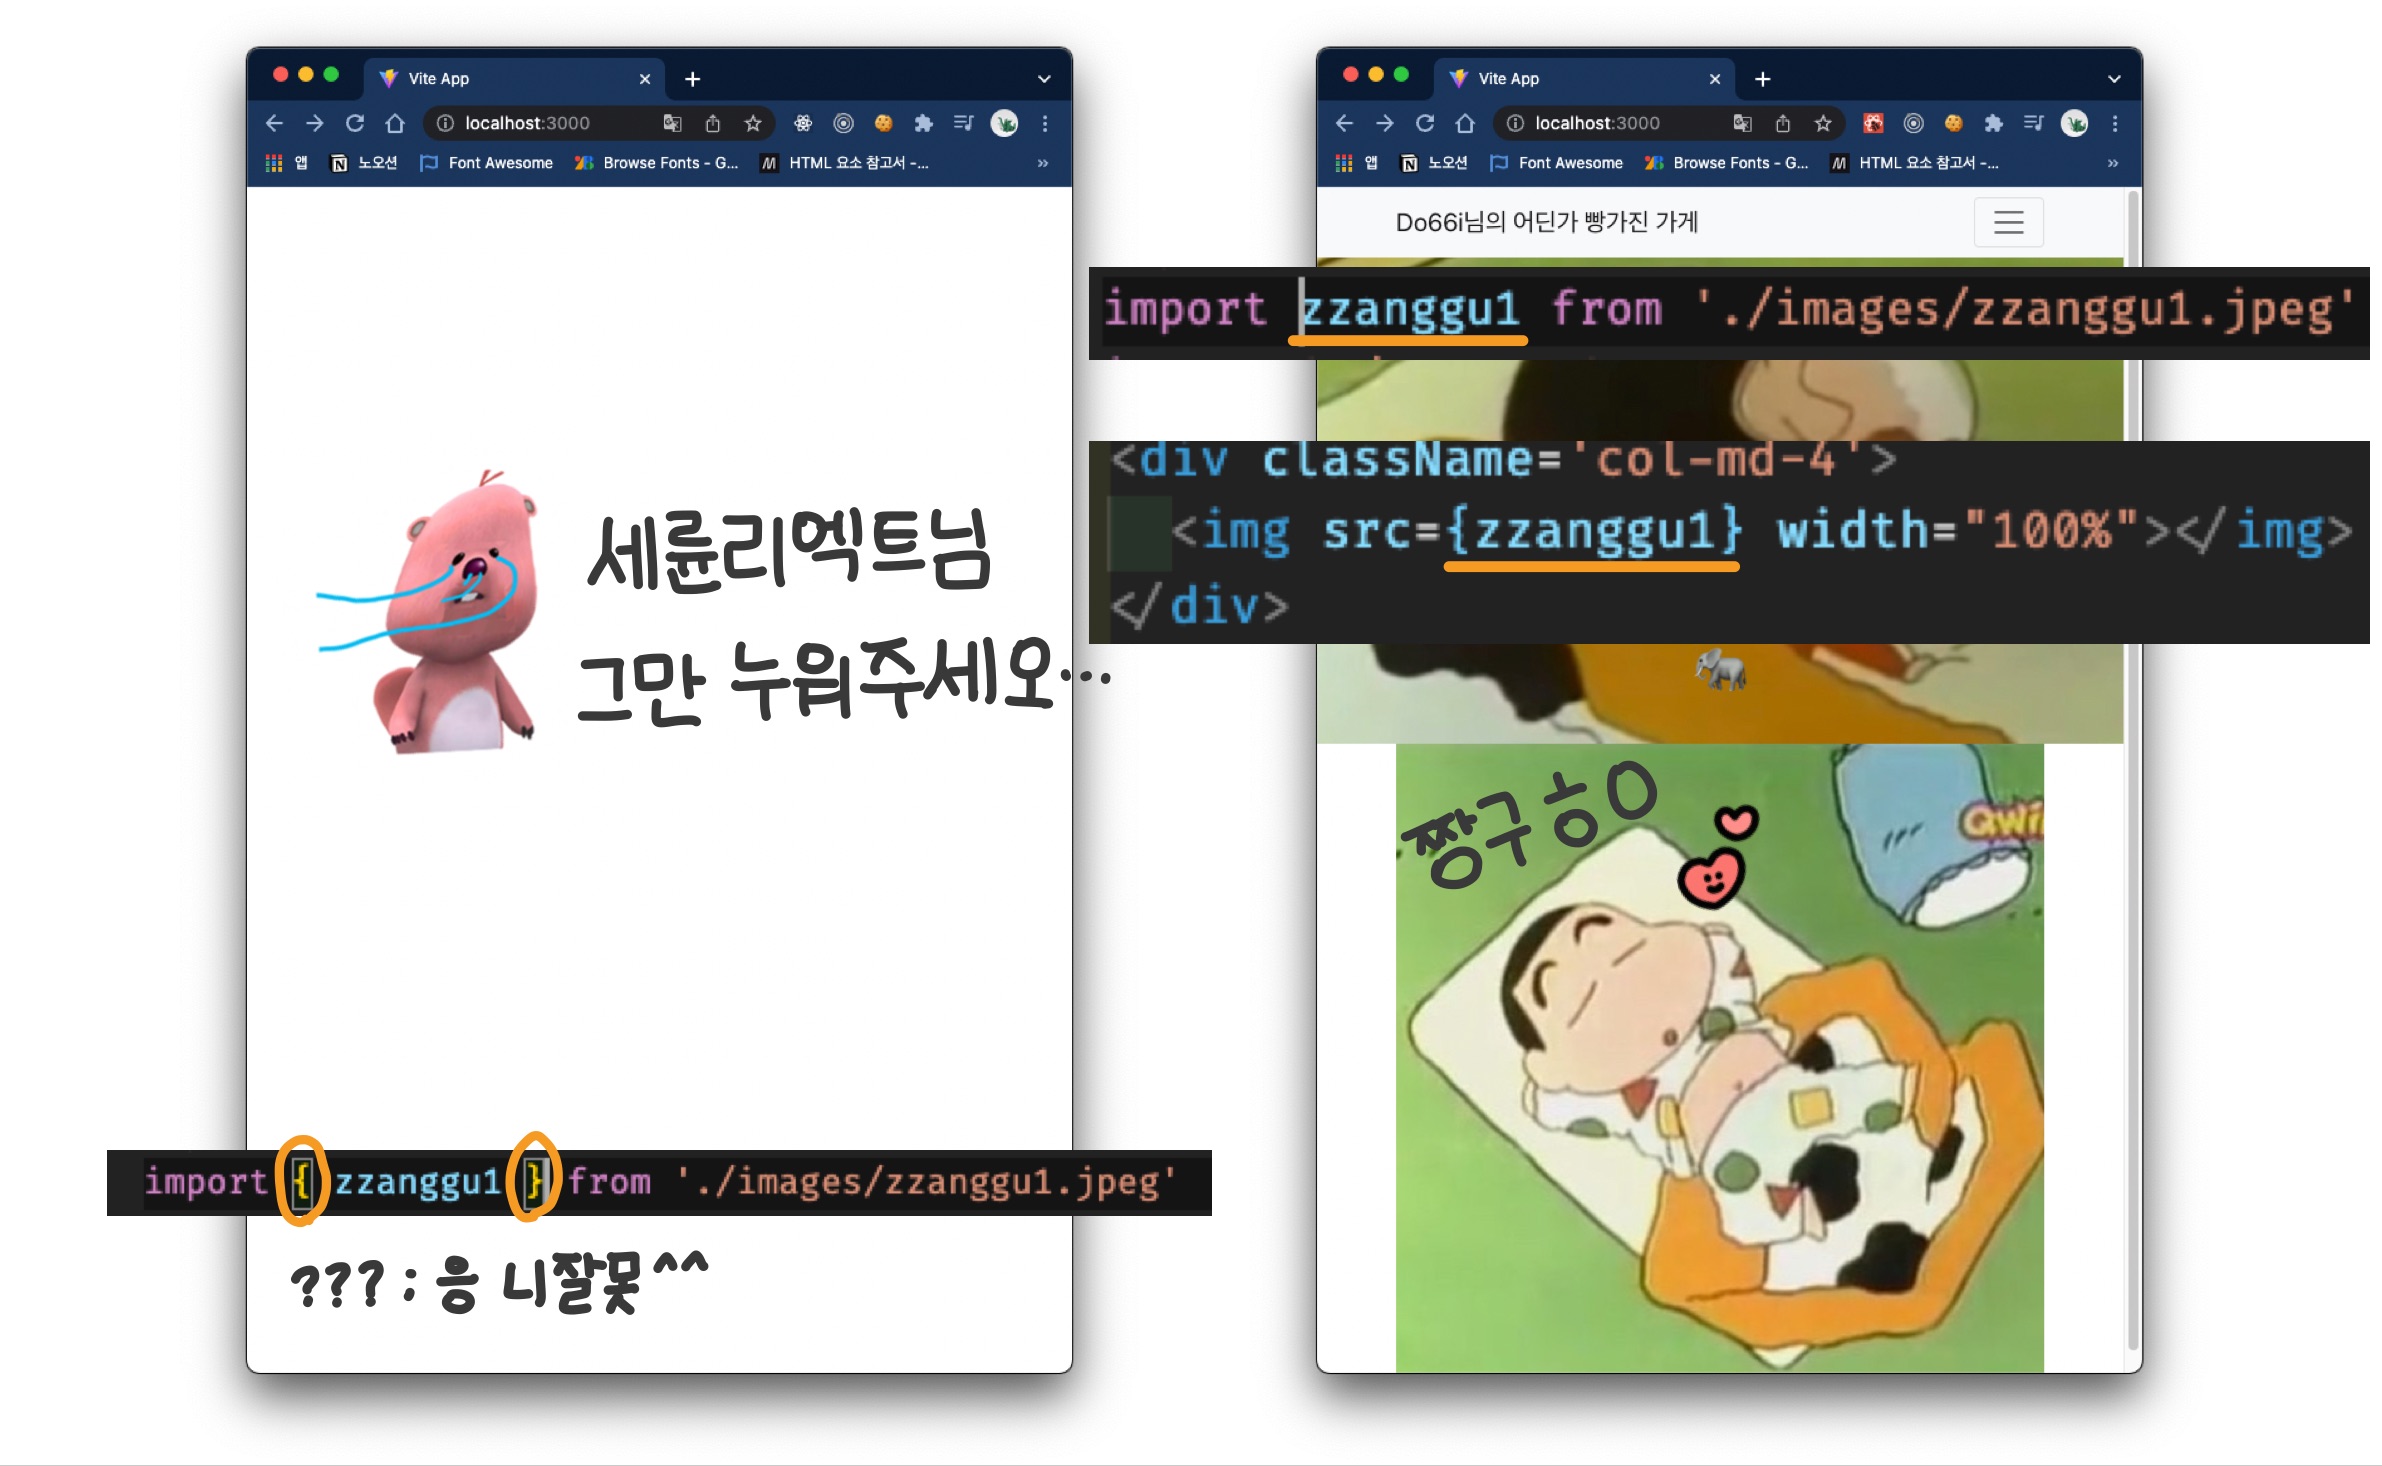 Vite App
localhost:3000
앱 노오션 Font Awesome Browse Fonts - G... HTML 요소 참고서 -... »
세륜리엑트님
그만 누워주세오...
import { zzanggu1 } from './images/zzanggu1.jpeg'
??? : 응 니잘못^^
Vite App
localhost:3000
앱 노오션 Font Awesome Browse Fonts - G... HTML 요소 참고서 -... »
Do66i님의 어딘가 빵가진 가게
import zzanggu1 from './images/zzanggu1.jpeg'
<div className='col-md-4'>
<img src={zzanggu1} width="100%"></img>
</div>
짱구ㅎㅇ